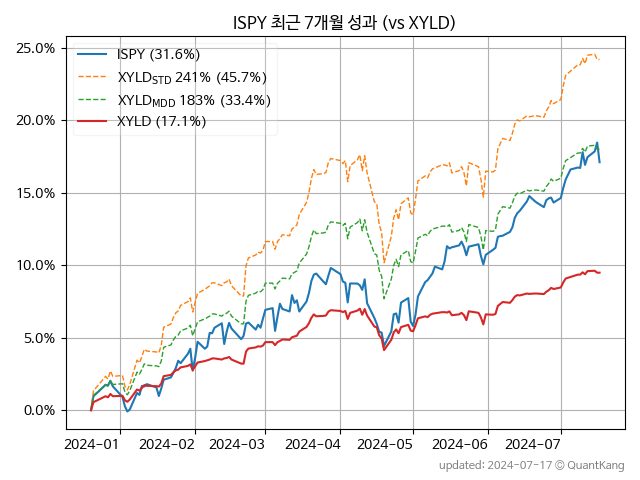 ISPY 최근 7개월 성과 (vs XYLD)
25.0%
20.0%
15.0%
10.0%
5.0%
0.0%
ISPY (31.6%)
XYLD_STD 241% (45.7%)
XYLD_MDD 183% (33.4%)
XYLD (17.1%)
2024-01 2024-02 2024-03 2024-04 2024-05 2024-06 2024-07
updated: 2024-07-17 © QuantKang